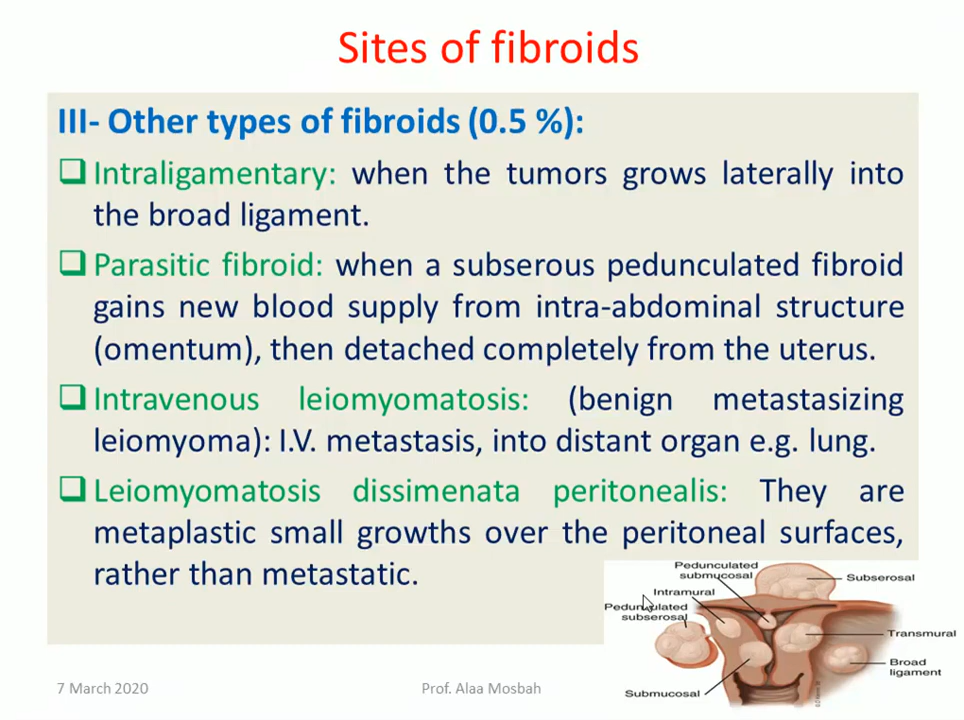 Sites of fibroids
III- Other types of fibroids (0.5 %):
Intraligamentary: when the tumors grows laterally into
the broad ligament.
Parasitic fibroid: when a subserous pedunculated fibroid
gains new blood supply from intra-abdominal structure
(omentum), then detached completely from the uterus.
Intravenous leiomyomatosis: (benign metastasizing
leiomyoma): I.V. metastasis, into distant organ e.g. lung.
Leiomyomatosis dissimenata peritonealis: They are
metaplastic small growths over the peritoneal surfaces,
rather than metastatic.
Pedunculated
submucosal
Subserosal
Intramural
Pedunculated
subserosal
Transmural
Broad
ligament
Submucosal
7 March 2020
Prof. Alaa Mosbah